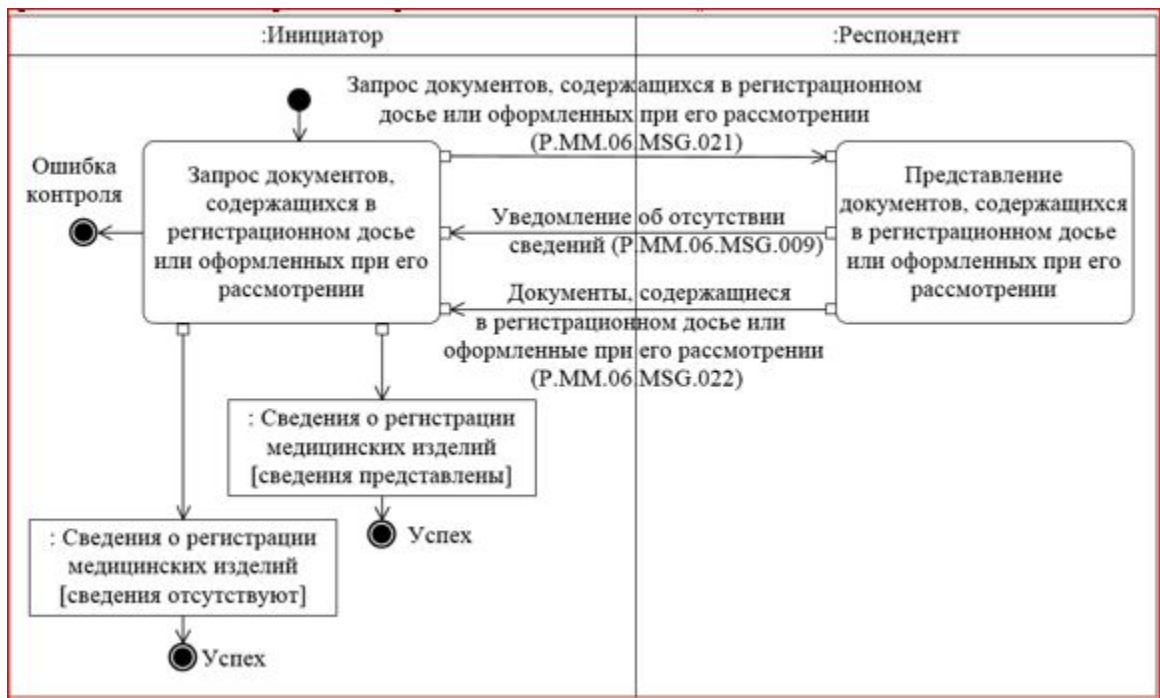 :Инициатор
:Респондент
Запрос документов, содержащихся в регистрационном
досье или оформленных при его рассмотрении
(P.MM.06.MSG.021)
Ошибка
контроля
Запрос документов,
содержащихся в
регистрационном досье
или оформленных при его
рассмотрении
Уведомление об отсутствии
сведений (P.MM.06.MSG.009)
Представление
документов, содержащихся
в регистрационном досье
или оформленных при его
рассмотрении
Документы, содержащиеся
в регистрационном досье или
оформленные при его рассмотрении
(P.MM.06.MSG.022)
: Сведения о регистрации
медицинских изделий
[сведения представлены]
Успех
: Сведения о регистрации
медицинских изделий
[сведения отсутствуют]
Успех